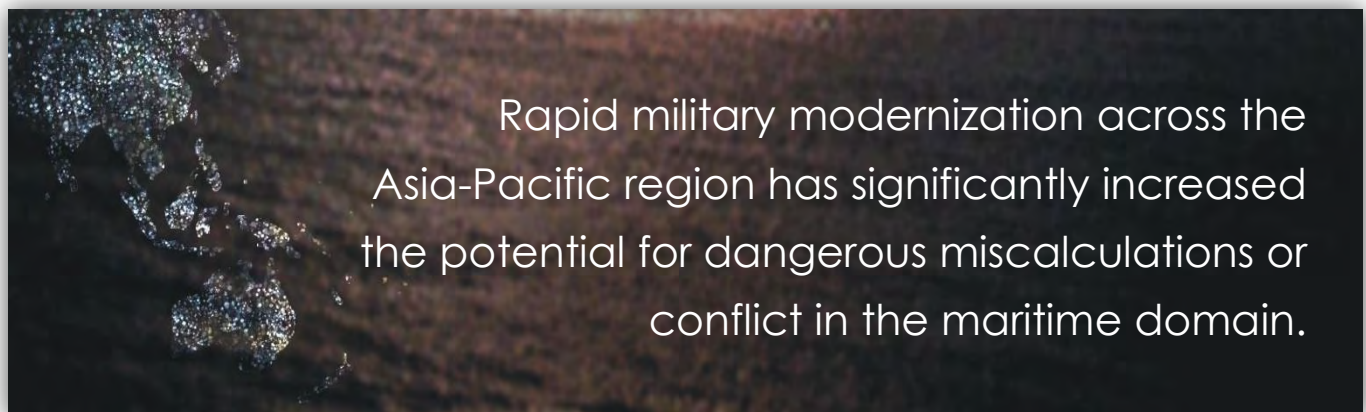 Rapid military modernization across the
Asia-Pacific region has significantly increased
the potential for dangerous miscalculations or
conflict in the maritime domain.